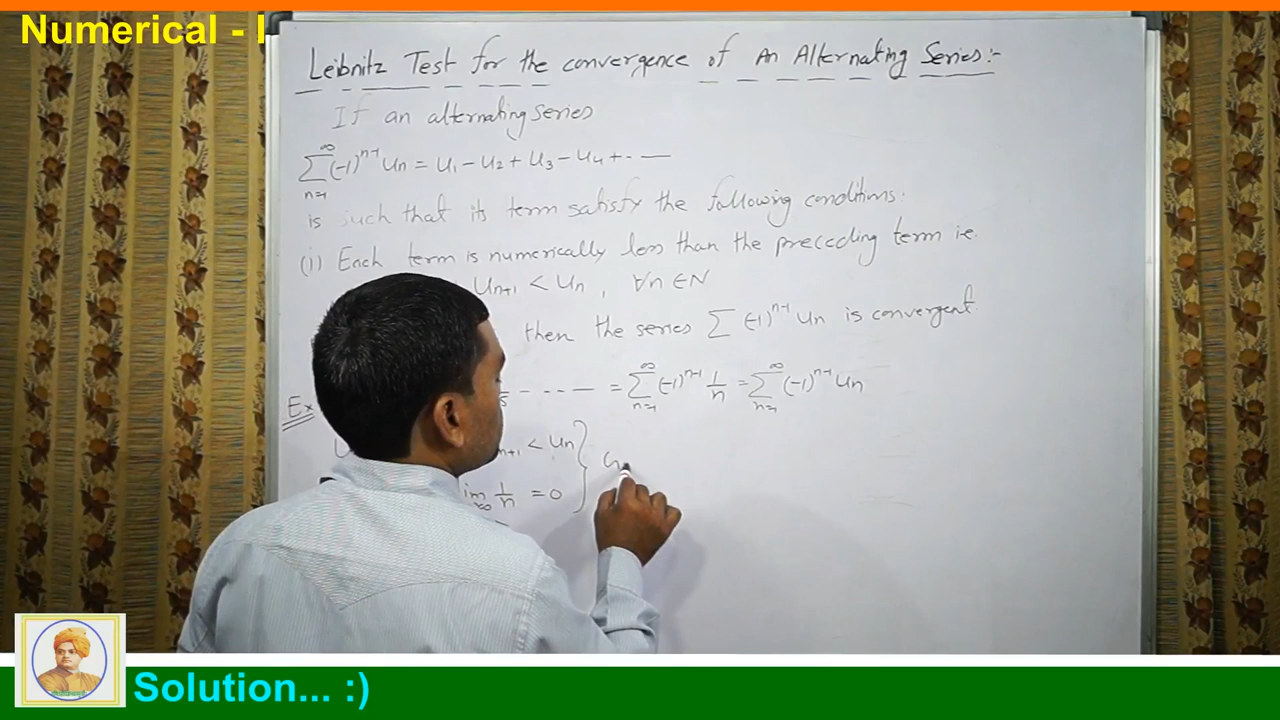 Numerical - I
Leibnitz Test for the convergence of An Alternating Series:-
If an alternating series
∞
∑ (-1)ⁿ⁻¹ un = u₁ - u₂ + u₃ - u₄ + - - —
n=1
is such that its term satisfy the following conditions:
(i) Each term is numerically less than the preceding term i.e.
Un+1 < Un, ∀n ∈ N
then the series ∑ (-1)ⁿ⁻¹ un is convergent.
Ex
5 - - - — = ∑ (-1)ⁿ⁻¹ 1/n = ∑ (-1)ⁿ⁻¹ Un
n+1 < Un }
lim 1/n = 0
Solution... :)